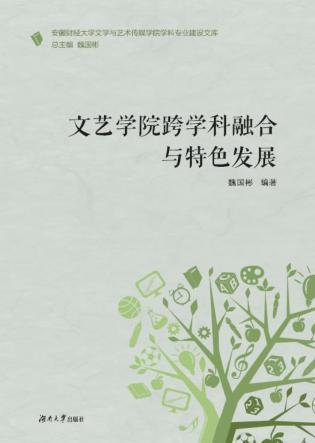 安徽财经大学文学与艺术传媒学院学科专业建设文库
总主编 魏国彬
文艺学院跨学科融合
与特色发展
魏国彬 编著
湖南大学出版社